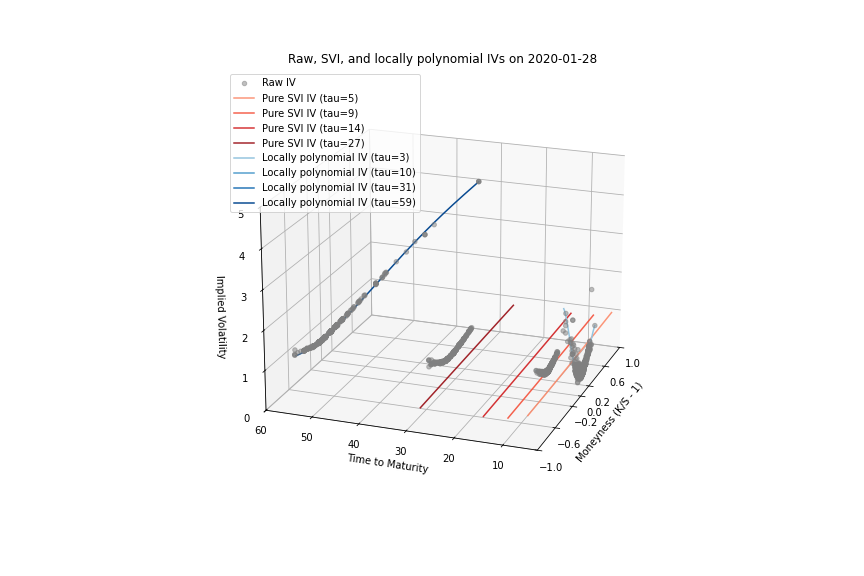 Raw, SVI, and locally polynomial IVs on 2020-01-28
Raw IV
Pure SVI IV (tau=5)
Pure SVI IV (tau=9)
Pure SVI IV (tau=14)
Pure SVI IV (tau=27)
Locally polynomial IV (tau=3)
Locally polynomial IV (tau=10)
Locally polynomial IV (tau=31)
Locally polynomial IV (tau=59)
5
4
3
2
1
0
Implied Volatility
60
50
40
30
20
10
Time to Maturity
1.0
0.6
0.2
0.0
−0.2
−0.6
−1.0
Moneyness (K/S - 1)